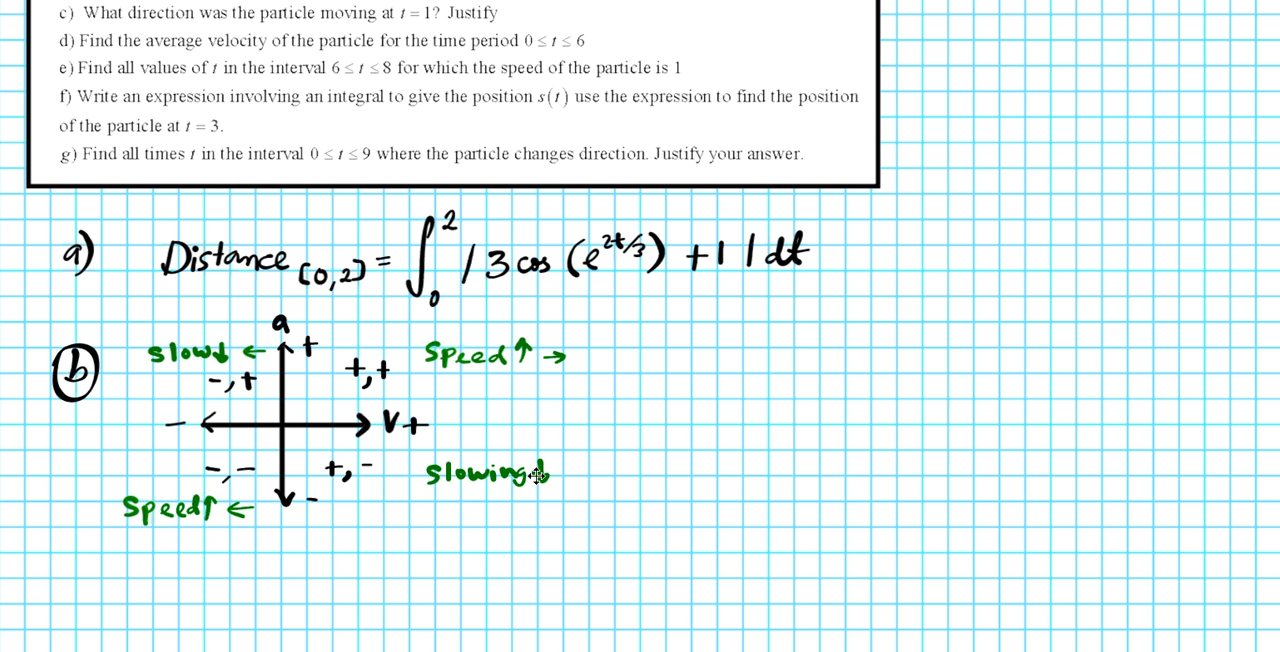 c) What direction was the particle moving at t = 1? Justify
d) Find the average velocity of the particle for the time period 0 ≤ t ≤ 6
e) Find all values of t in the interval 6 ≤ t ≤ 8 for which the speed of the particle is 1
f) Write an expression involving an integral to give the position s(t) use the expression to find the position
of the particle at t = 3.
g) Find all times t in the interval 0 ≤ t ≤ 9 where the particle changes direction. Justify your answer.
a) Distance [0,2] = ∫₀² |3 cos (e^(2t/3)) + 1| dt
a
b) slow↓ ← + Speed↑ →
-,+ +,+
- V+
-,- +,- Slowing↓
Speed↑ ← -